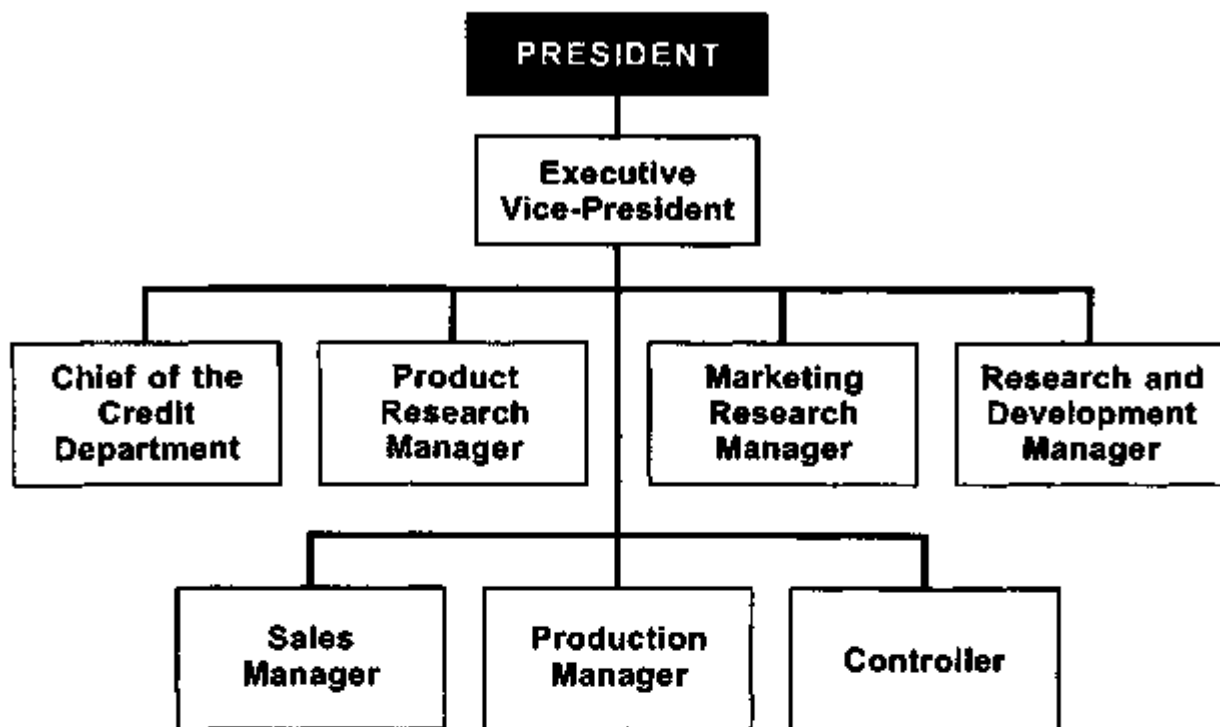 PRESIDENT
Executive
Vice-President
Chief of the
Credit
Department
Product
Research
Manager
Marketing
Research
Manager
Research and
Development
Manager
Sales
Manager
Production
Manager
Controller